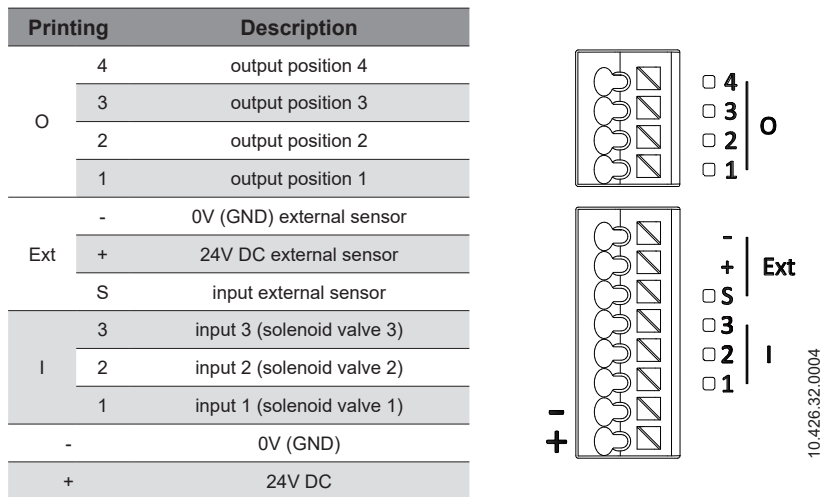 Printing Description
4 output position 4
3 output position 3
O
2 output position 2
1 output position 1
- 0V (GND) external sensor
Ext + 24V DC external sensor
S input external sensor
3 input 3 (solenoid valve 3)
I 2 input 2 (solenoid valve 2)
1 input 1 (solenoid valve 1)
- 0V (GND)
+ 24V DC
4
3
O
2
1
-
+ Ext
S
3
2 I
1
-
+
10.426.32.0004